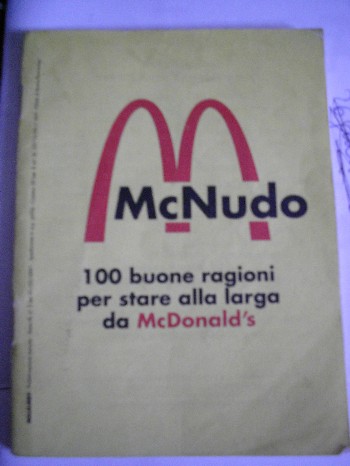 McNudo
100 buone ragioni
per stare alla larga
da McDonald's